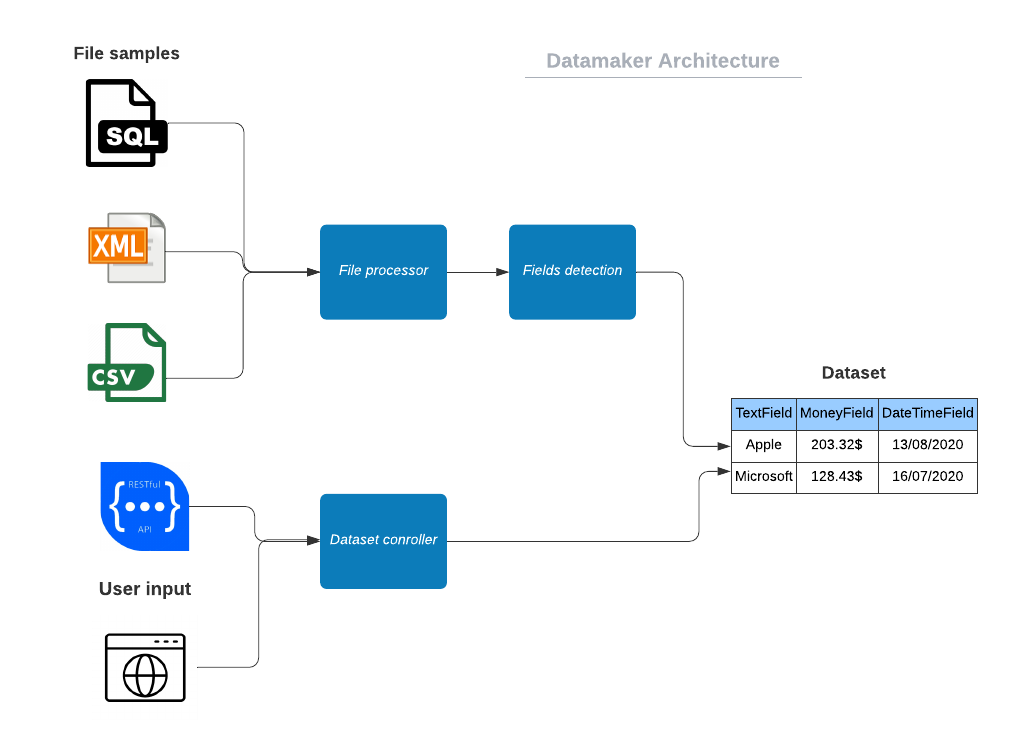 File samples
Datamaker Architecture
SQL
XML
File processor
Fields detection
CSV
Dataset
TextField MoneyField DateTimeField
Apple 203.32$ 13/08/2020
Microsoft 128.43$ 16/07/2020
RESTful
{•••}
API
Dataset conroller
User input